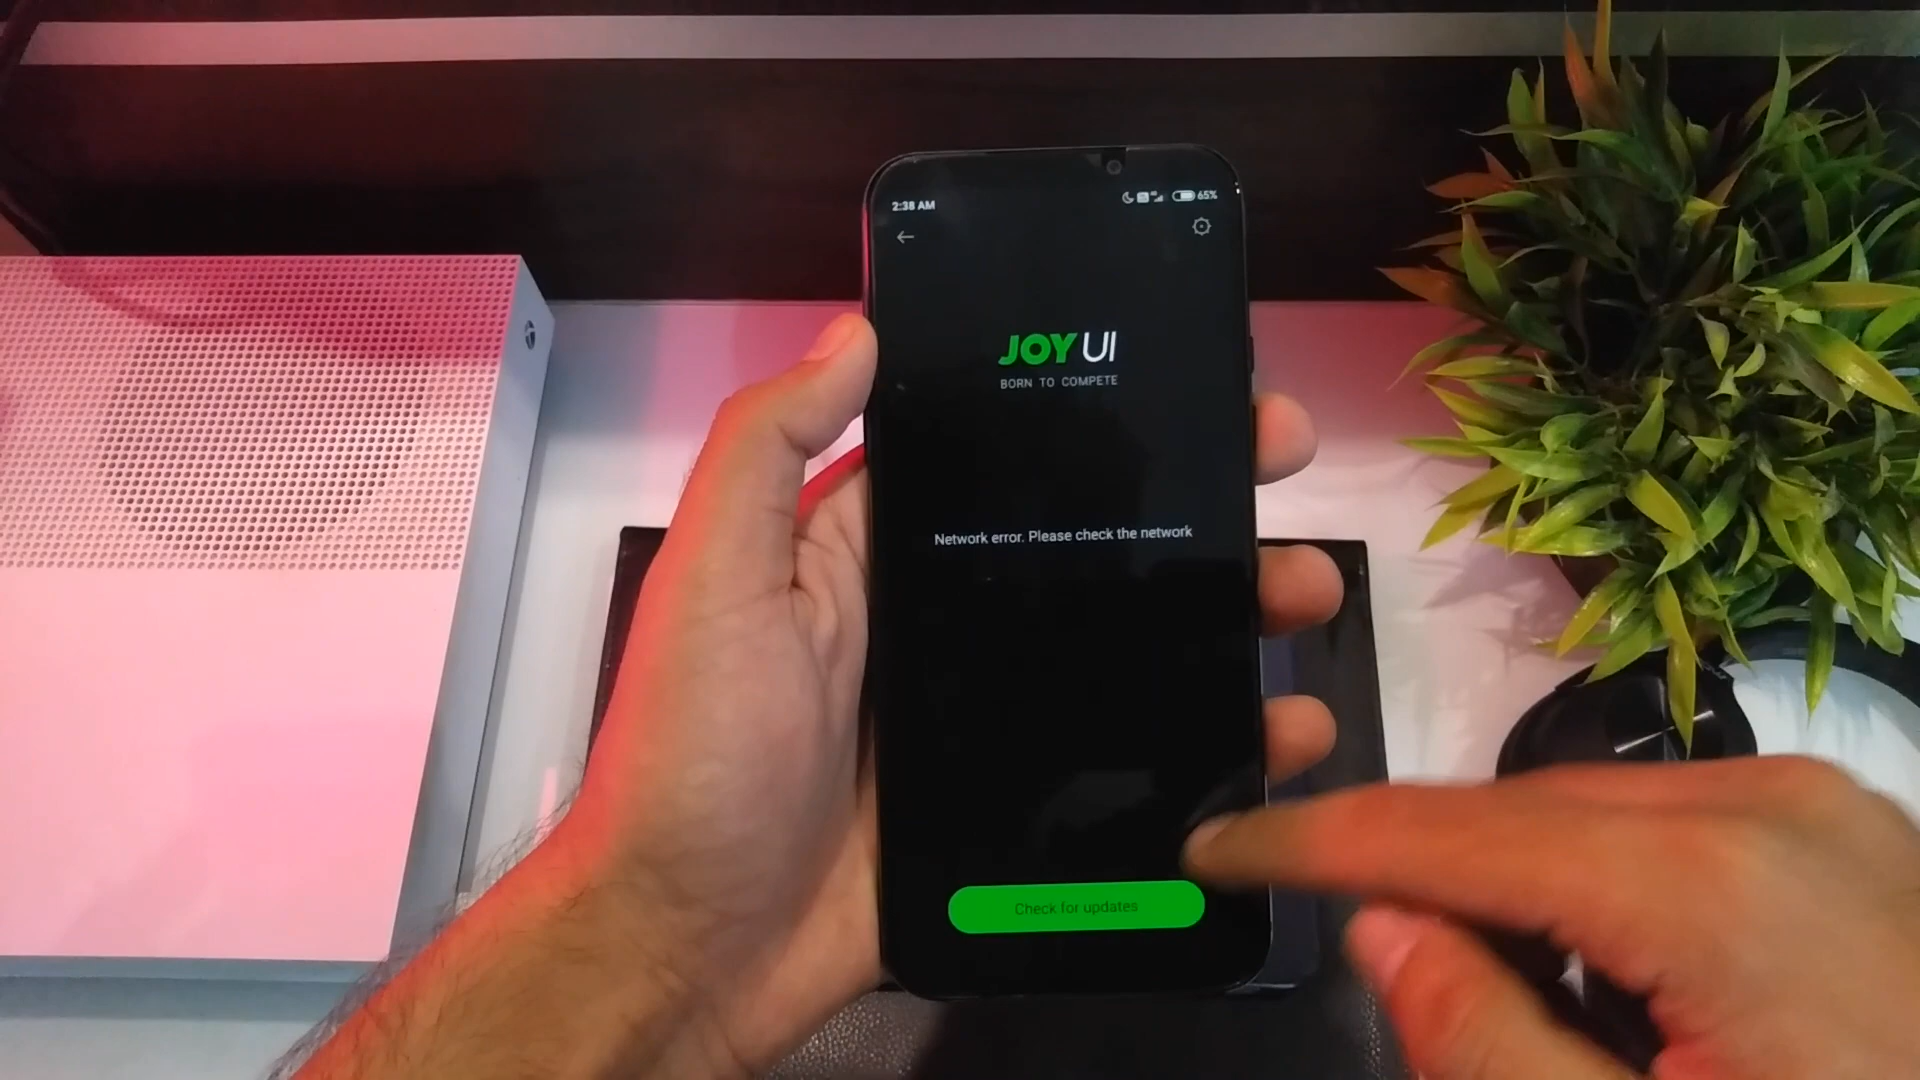 2:38 AM
65%
JOY UI
BORN TO COMPETE
Network error. Please check the network
Check for updates